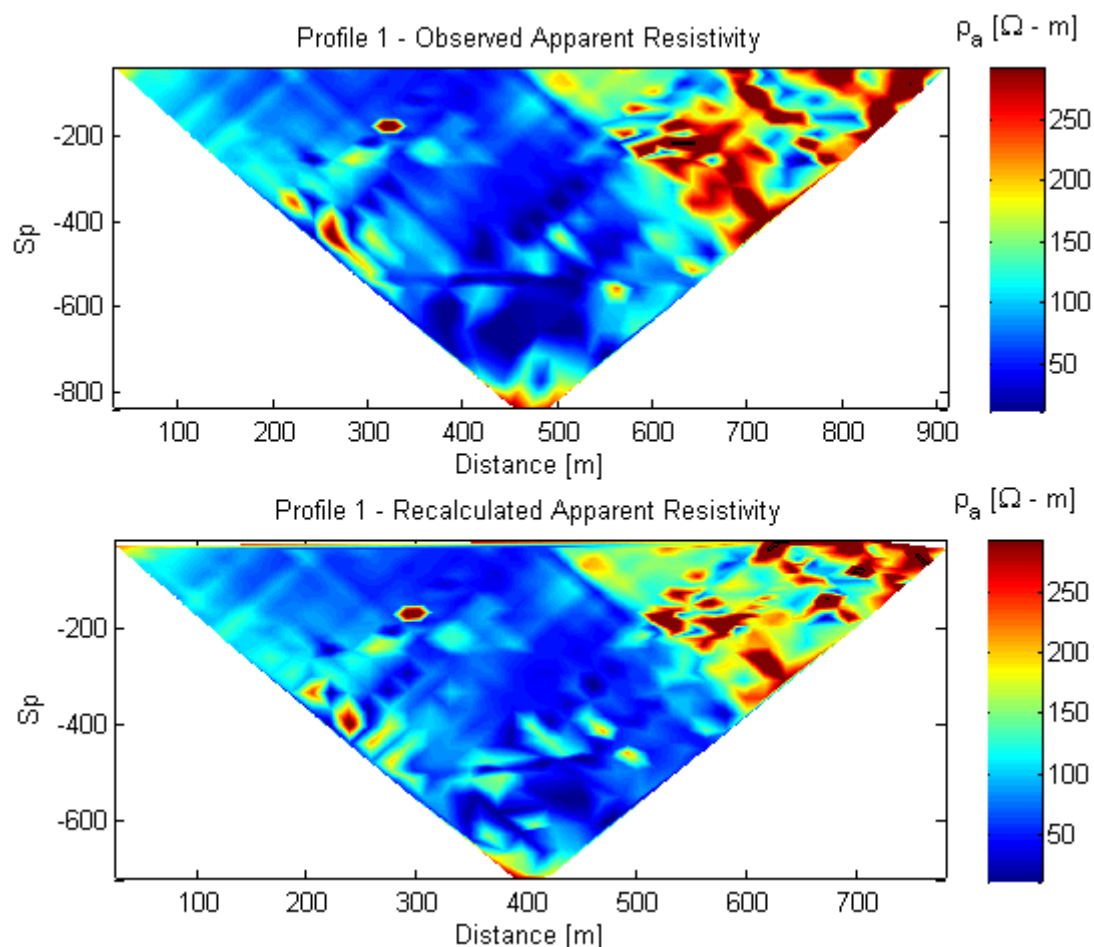 Profile 1 - Observed Apparent Resistivity
ρa [Ω - m]
Sp
-200
-400
-600
-800
100 200 300 400 500 600 700 800 900
Distance [m]
250
200
150
100
50
Profile 1 - Recalculated Apparent Resistivity
ρa [Ω - m]
Sp
-200
-400
-600
100 200 300 400 500 600 700
Distance [m]
250
200
150
100
50